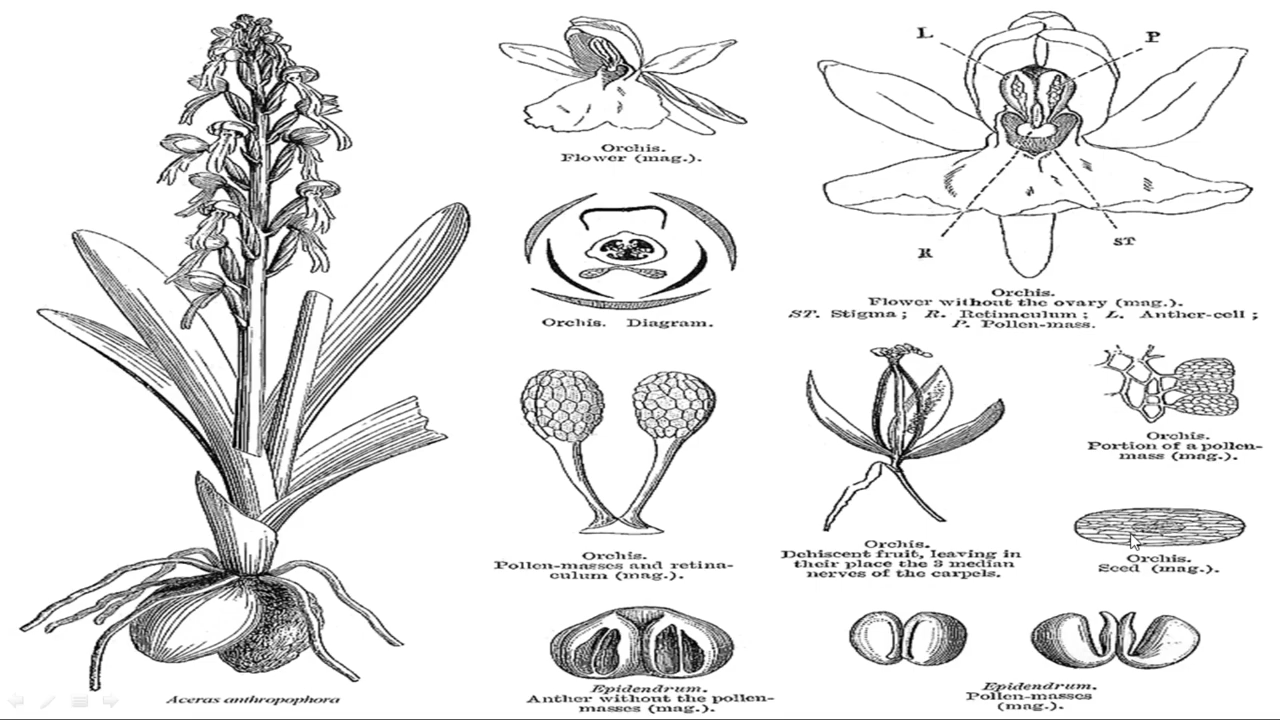 Orchis.
Flower (mag.).
Orchis. Diagram.
L
P
R
ST
Orchis.
Flower without the ovary (mag.).
ST. Stigma; R. Retinaculum; L. Anther-cell;
P. Pollen-mass.
Orchis.
Pollen-masses and retina-
culum (mag.).
Orchis.
Dehiscent fruit, leaving in
their place the 3 median
nerves of the carpels.
Orchis.
Portion of a pollen-
mass (mag.).
Orchis.
Seed (mag.).
Aceras anthropophora
Epidendrum.
Anther without the pollen-
masses (mag.).
Epidendrum.
Pollen-masses
(mag.).